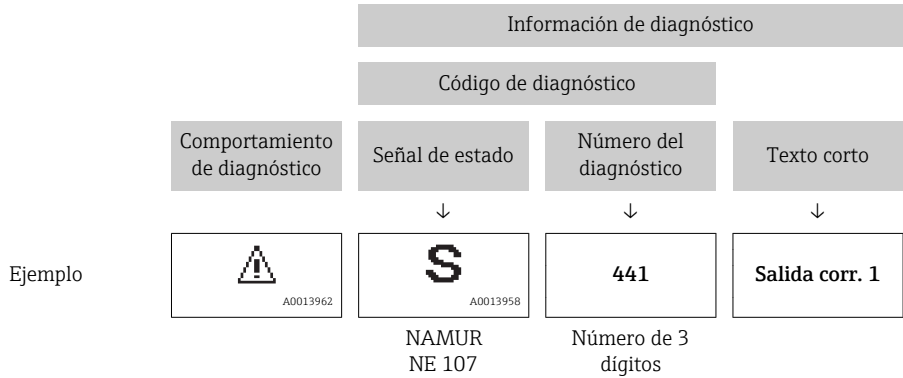 Información de diagnóstico
Código de diagnóstico
Comportamiento
de diagnóstico
Señal de estado
Número del
diagnóstico
Texto corto
↓ ↓ ↓
Ejemplo
A0013962
S
A0013958
441
Salida corr. 1
NAMUR
NE 107
Número de 3
dígitos